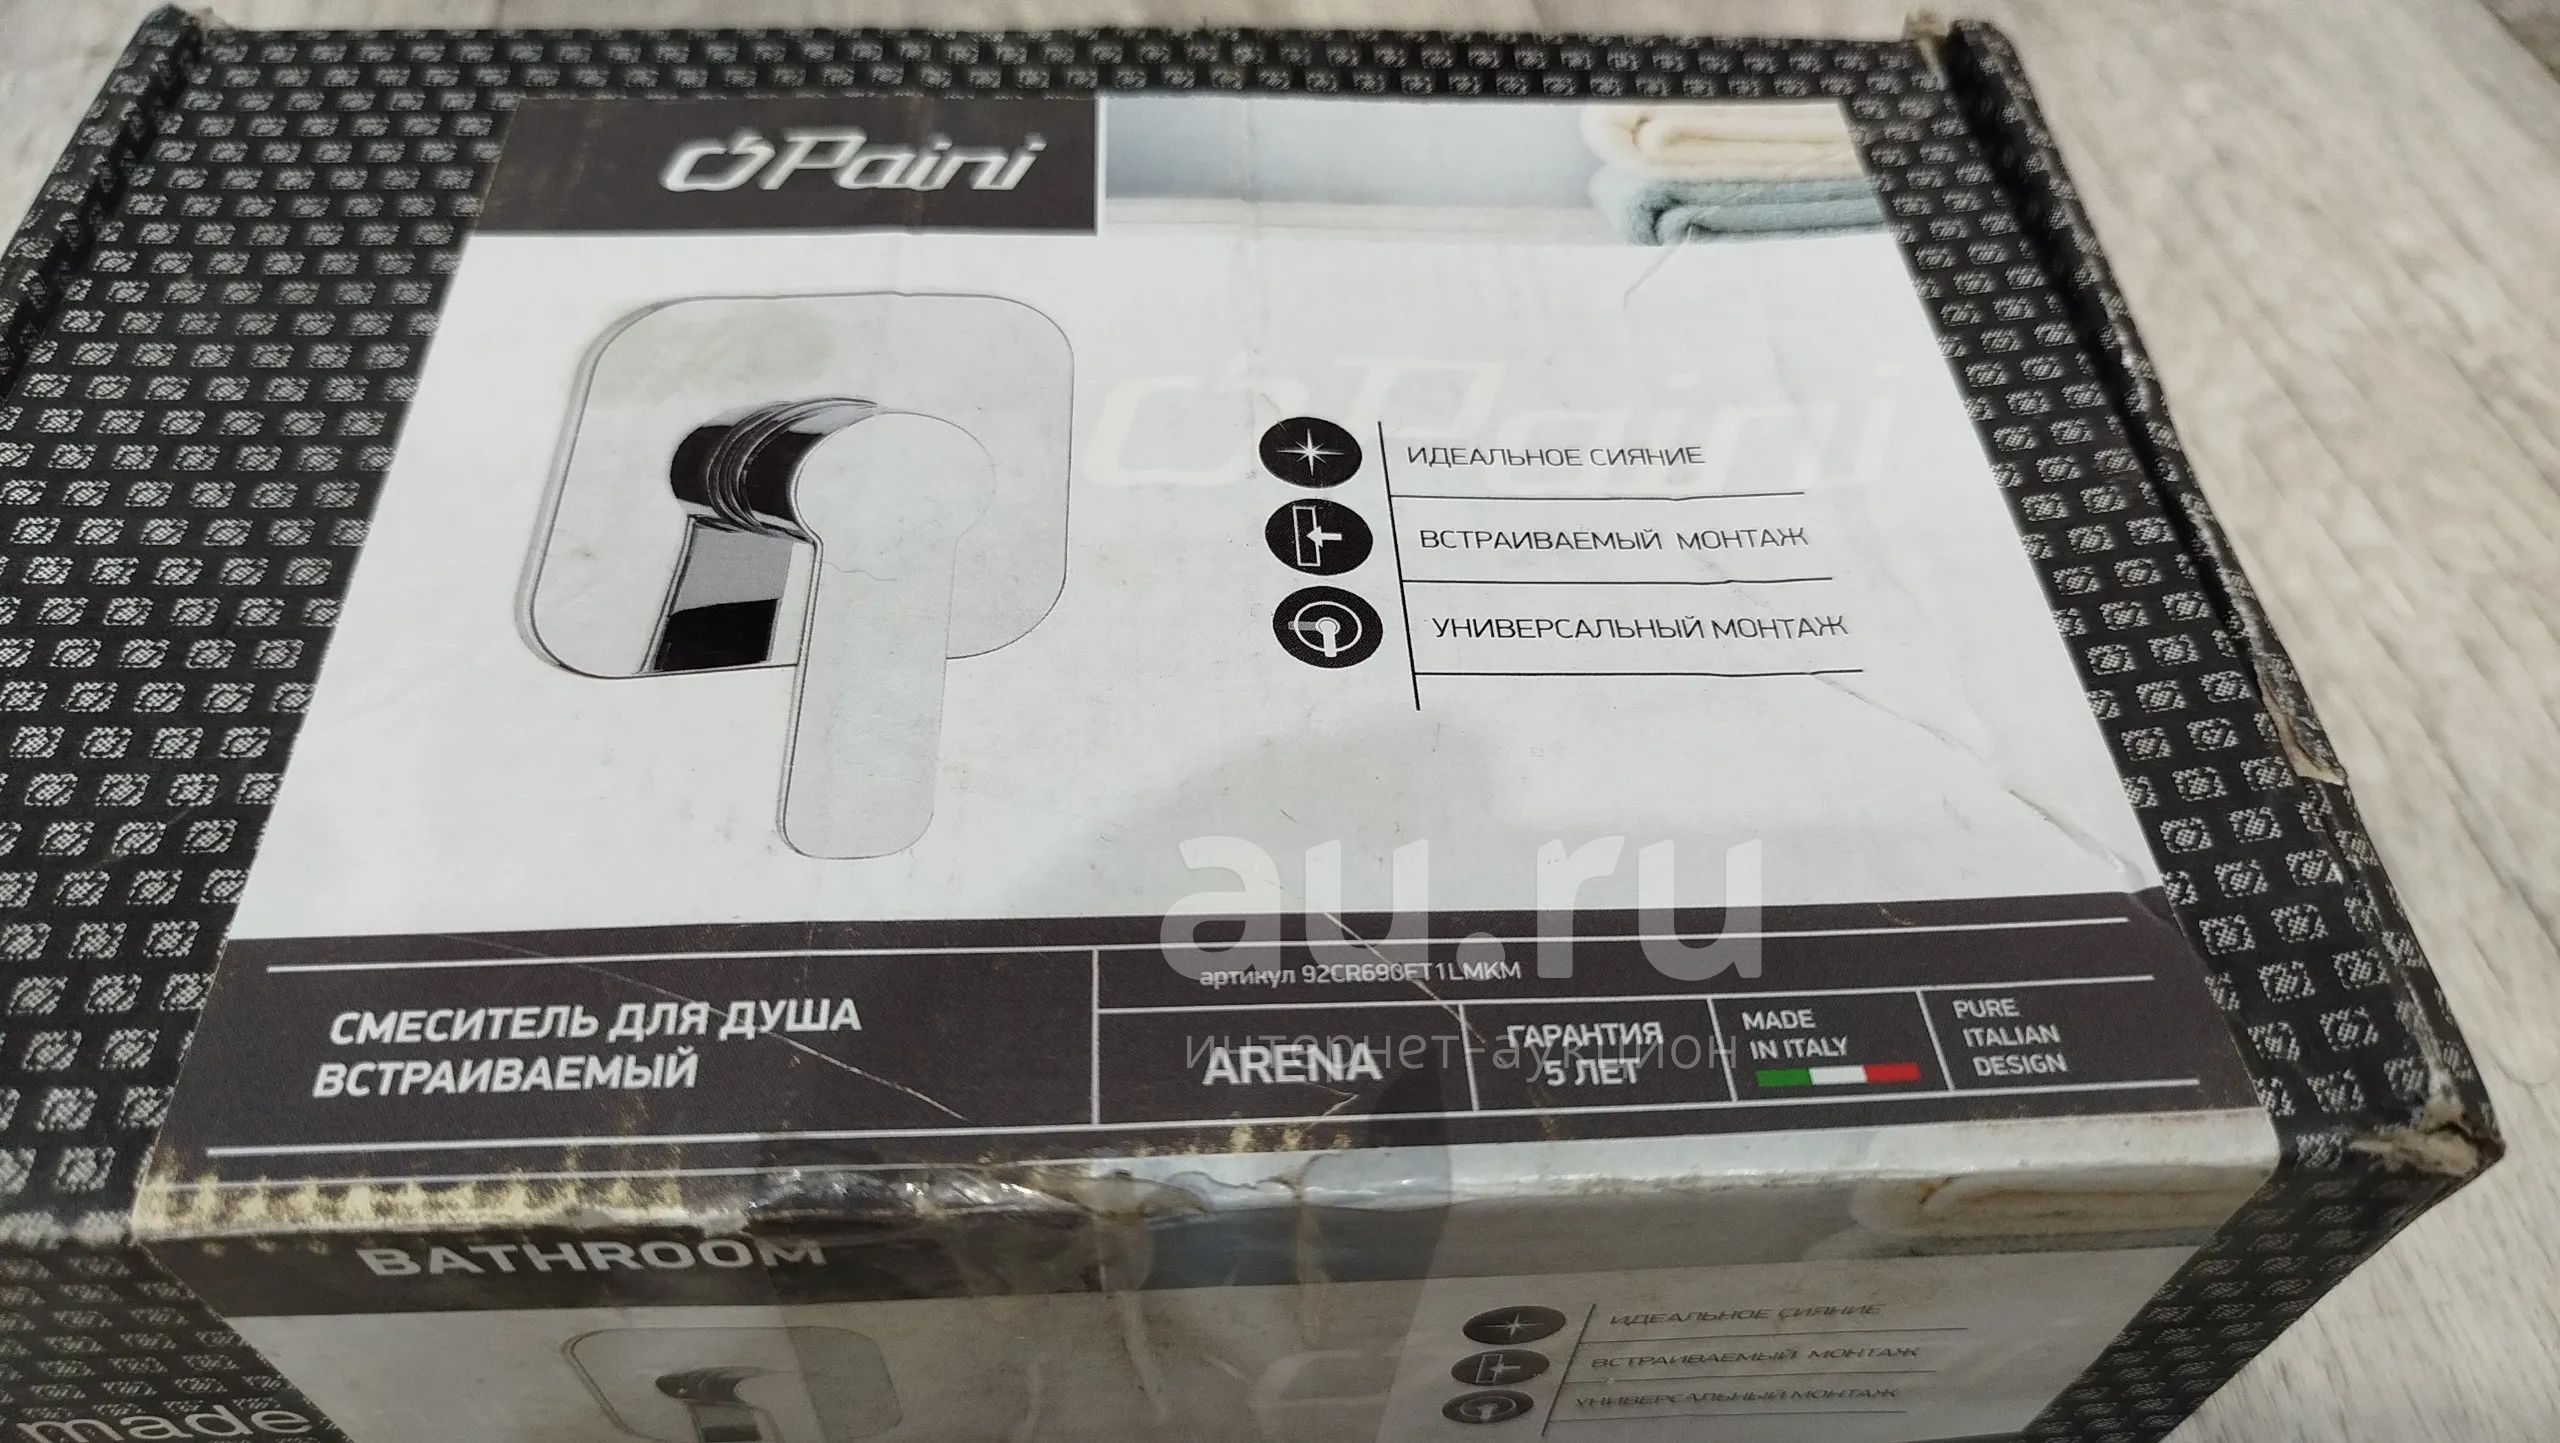 Paini
Paini
ИДЕАЛЬНОЕ СИЯНИЕ
ВСТРАИВАЕМЫЙ МОНТАЖ
УНИВЕРСАЛЬНЫЙ МОНТАЖ
au.ru
интернет-аукцион
СМЕСИТЕЛЬ ДЛЯ ДУША
ВСТРАИВАЕМЫЙ
артикул
ARENA
ГАРАНТИЯ
5 ЛЕТ
MADE
IN ITALY
PURE
ITALIAN
DESIGN
BATHROOM
ИДЕАЛЬНОЕ СИЯНИЕ
ВСТРАИВАЕМЫЙ МОНТАЖ
УНИВЕРСАЛЬНЫЙ МОНТАЖ
made